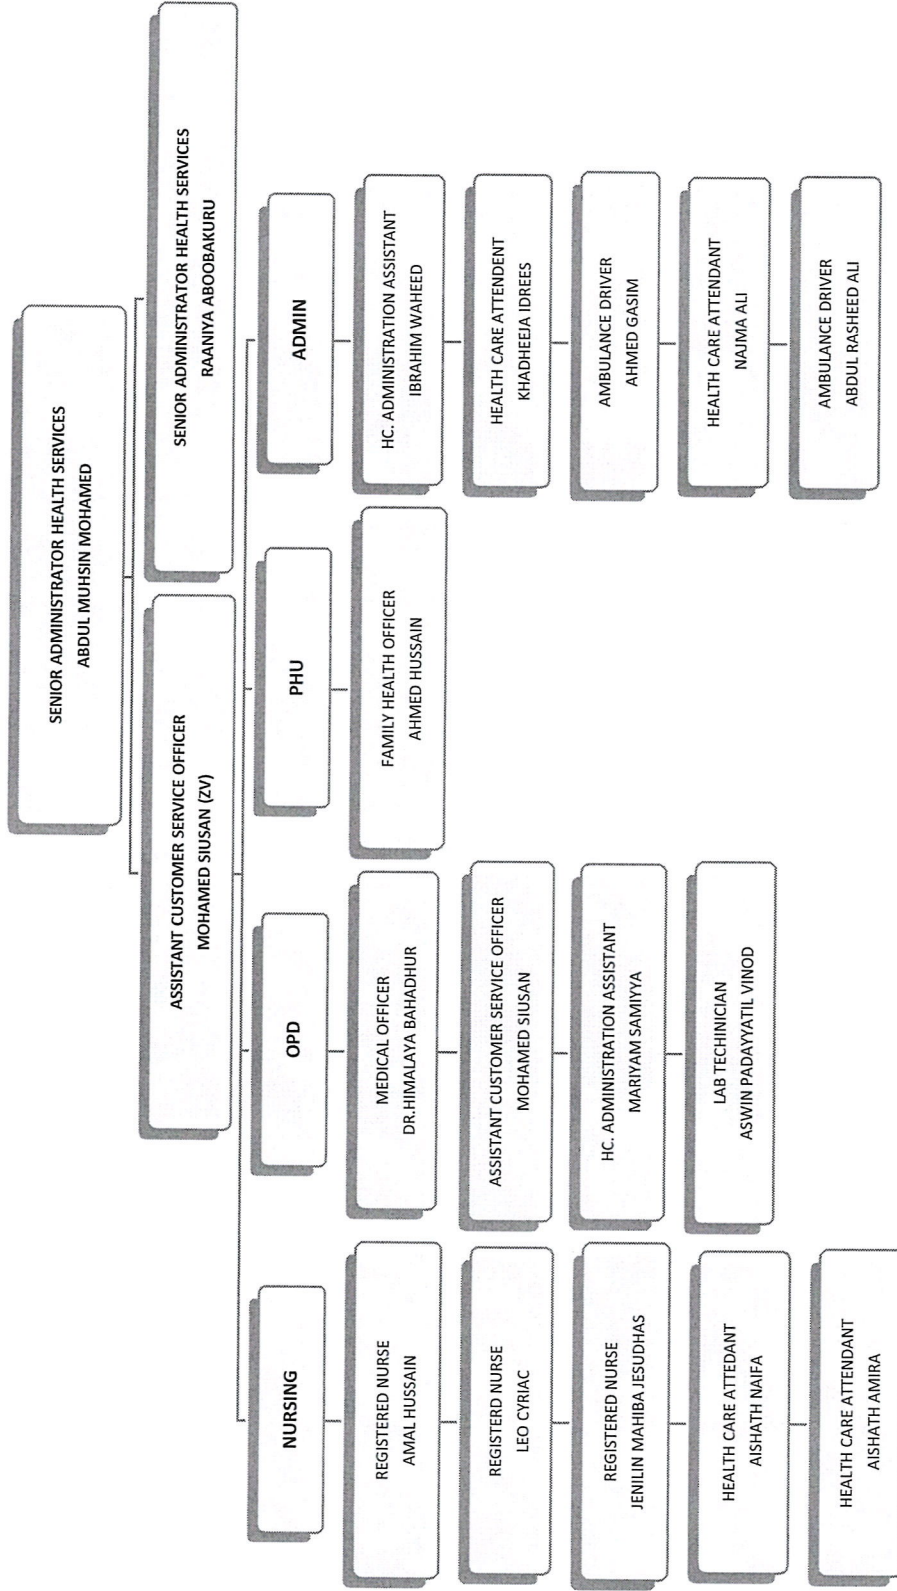 SENIOR ADMINISTRATOR HEALTH SERVICES
ABDUL MUHSIN MOHAMED
ASSISTANT CUSTOMER SERVICE OFFICER
MOHAMED SIUSAN (ZV)
SENIOR ADMINISTRATOR HEALTH SERVICES
RAANIYA ABOOBAKURU
NURSING
REGISTERED NURSE
AMAL HUSSAIN
REGISTERD NURSE
LEO CYRIAC
REGISTERED NURSE
JENILIN MAHIBA JESUDHAS
HEALTH CARE ATTEDANT
AISHATH NAIFA
HEALTH CARE ATTENDANT
AISHATH AMIRA
OPD
MEDICAL OFFICER
DR.HIMALAYA BAHADHUR
ASSISTANT CUSTOMER SERVICE OFFICER
MOHAMED SIUSAN
HC. ADMINISTRATION ASSISTANT
MARIYAM SAMIYYA
LAB TECHINICIAN
ASWIN PADAYYATIL VINOD
PHU
FAMILY HEALTH OFFICER
AHMED HUSSAIN
ADMIN
HC. ADMINISTRATION ASSISTANT
IBRAHIM WAHEED
HEALTH CARE ATTENDENT
KHADHEEJA IDREES
AMBULANCE DRIVER
AHMED GASIM
HEALTH CARE ATTENDANT
NAJMA ALI
AMBULANCE DRIVER
ABDUL RASHEED ALI